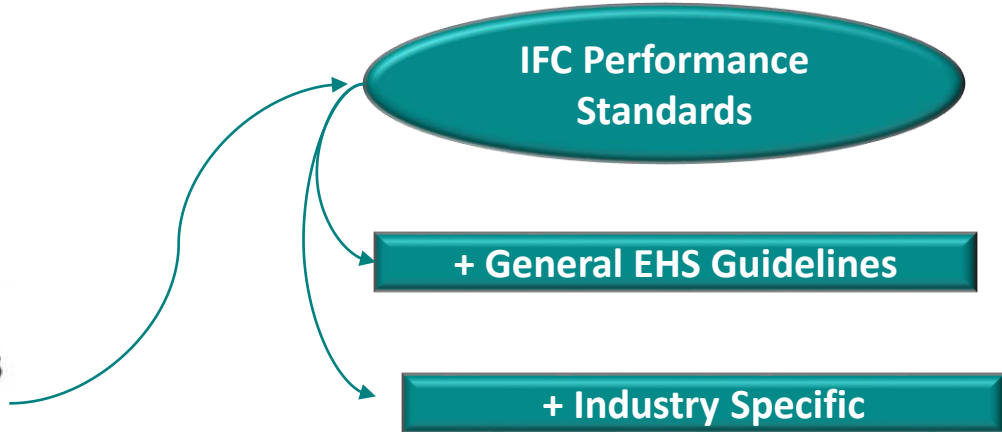 IFC Performance
Standards
+ General EHS Guidelines
+ Industry Specific